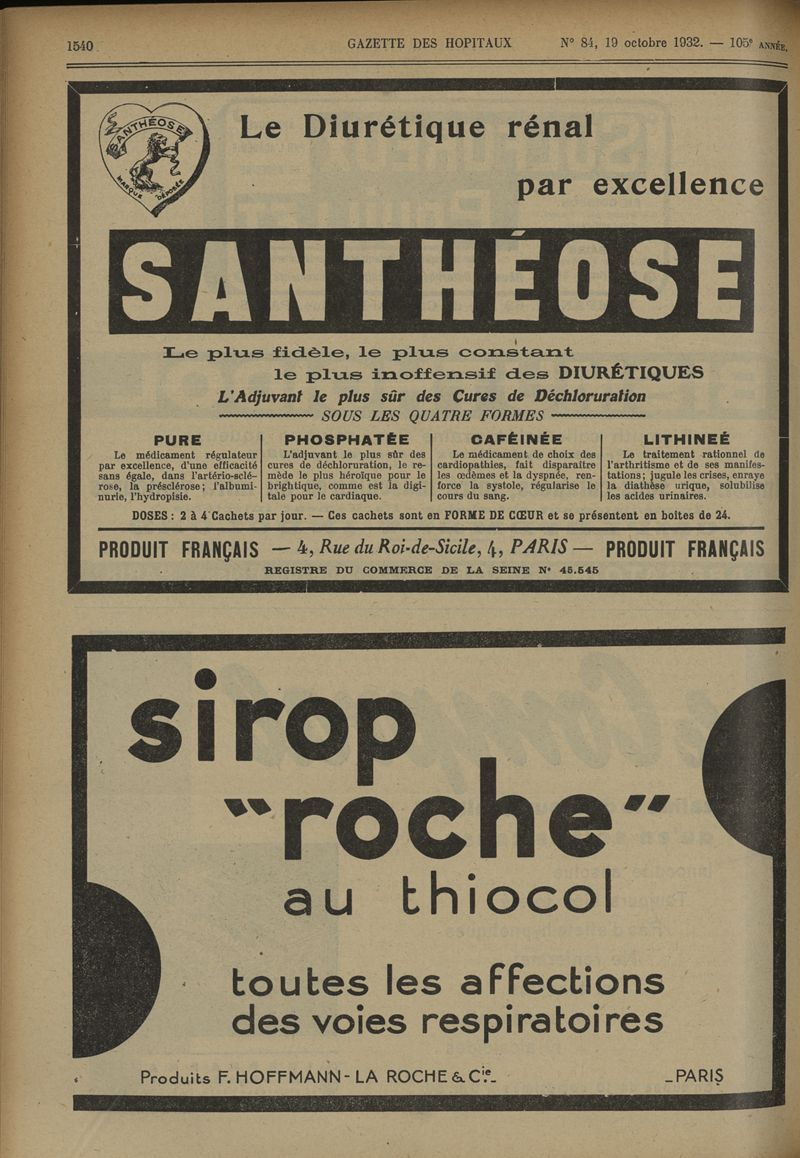 1540
GAZETTE DES HOPITAUX
N° 84, 19 octobre 1932. — 105e ANNÉE,
SANTHÉOSE
MARQUE DÉPOSÉE
Le Diurétique rénal
par excellence
SANTHÉOSE
Le plus fidèle, le plus constant
le plus inoffensif des DIURÉTIQUES
L'Adjuvant le plus sûr des Cures de Déchloruration
SOUS LES QUATRE FORMES
PURE
Le médicament régulateur
par excellence, d'une efficacité
sans égale, dans l'artério-sclé-
rose, la présclérose; l'albumi-
nurie, l'hydropisie.
PHOSPHATÉE
L'adjuvant le plus sûr des
cures de déchloruration, le re-
mède le plus héroïque pour le
brightique, comme est la digi-
tale pour le cardiaque.
CAFÉINÉE
Le médicament de choix des
cardiopathies, fait disparaître
les œdèmes et la dyspnée, ren-
force la systole, régularise le
cours du sang.
LITHINEÉ
Le traitement rationnel de
l'arthritisme et de ses manifes-
tations; jugule les crises, enraye
la diathèse urique, solubilise
les acides urinaires.
DOSES : 2 à 4 Cachets par jour. — Ces cachets sont en FORME DE CŒUR et se présentent en boîtes de 24.
PRODUIT FRANÇAIS — 4, Rue du Roi-de-Sicile, 4, PARIS — PRODUIT FRANÇAIS
REGISTRE DU COMMERCE DE LA SEINE N° 45.545
sirop
"roche"
au thiocol
toutes les affections
des voies respiratoires
Produits F. HOFFMANN-LA ROCHE & Cie_ _PARIS